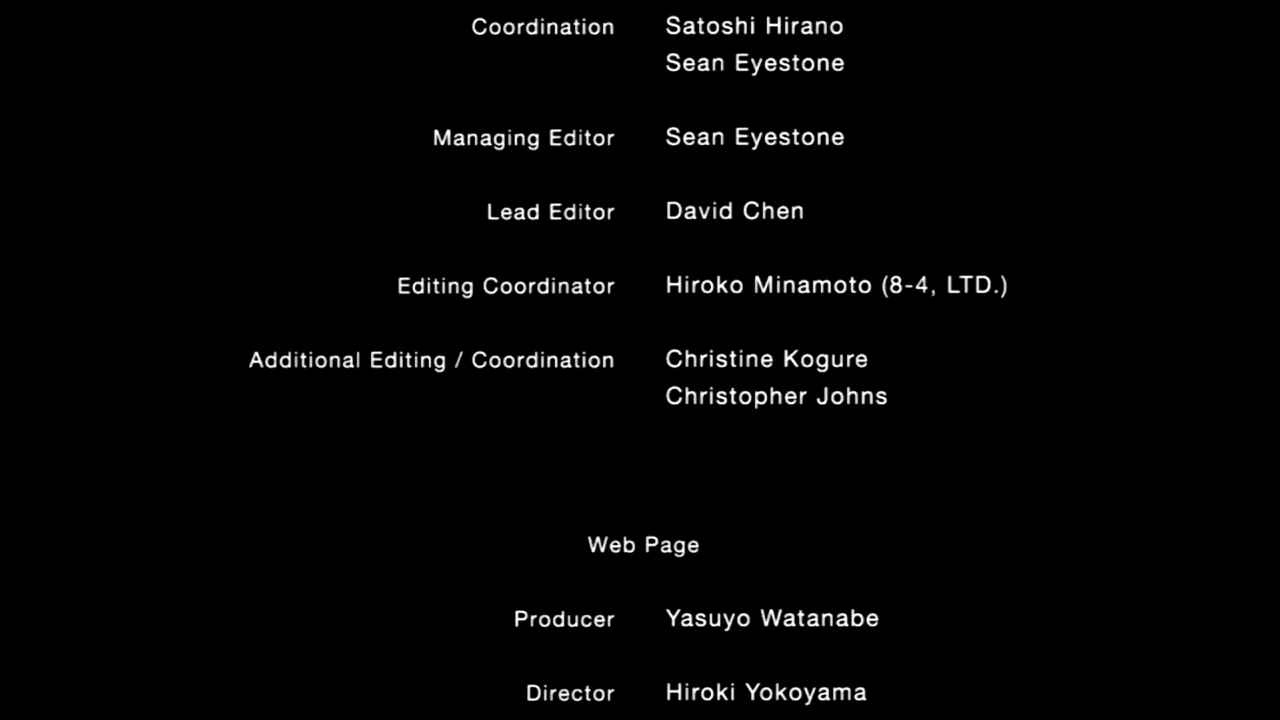 Coordination Satoshi Hirano
Sean Eyestone
Managing Editor Sean Eyestone
Lead Editor David Chen
Editing Coordinator Hiroko Minamoto (8-4, LTD.)
Additional Editing / Coordination Christine Kogure
Christopher Johns
Web Page
Producer Yasuyo Watanabe
Director Hiroki Yokoyama